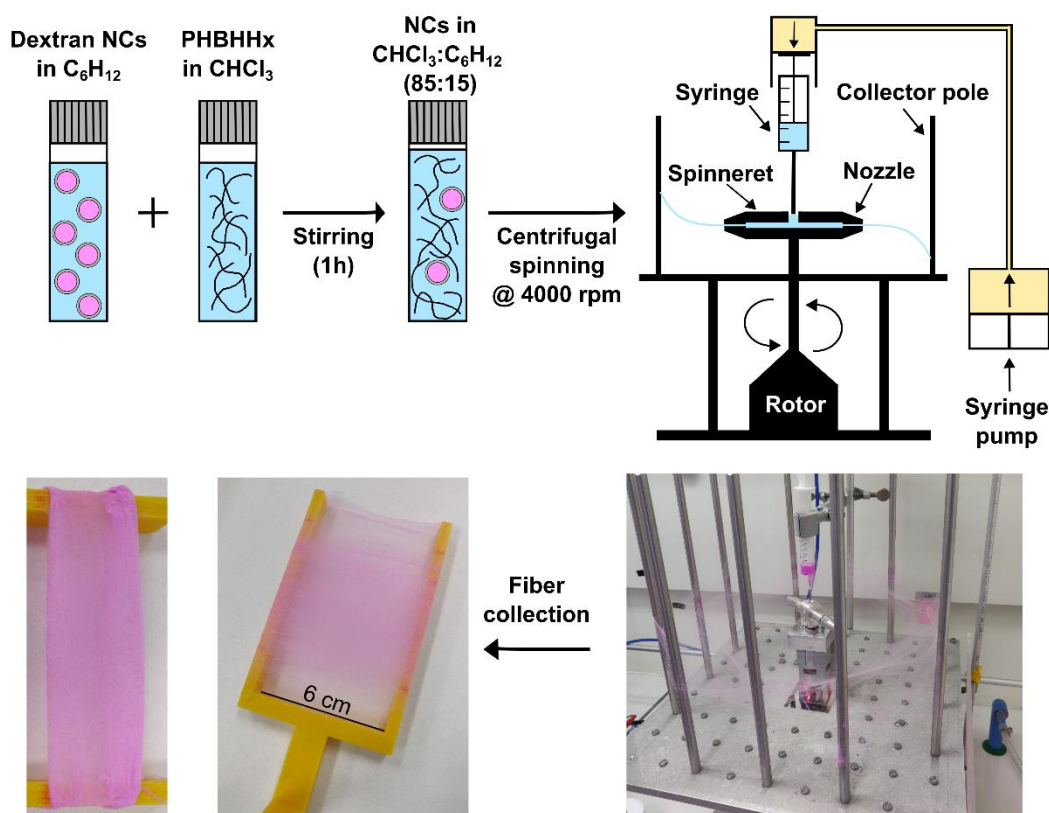 Dextran NCs
in C₆H₁₂
PHBHHx
in CHCl₃
NCs in
CHCl₃:C₆H₁₂
(85:15)
Stirring
(1h)
Centrifugal
spinning
@ 4000 rpm
Syringe
Collector pole
Spinneret
Nozzle
Rotor
Syringe
pump
6 cm
Fiber
collection